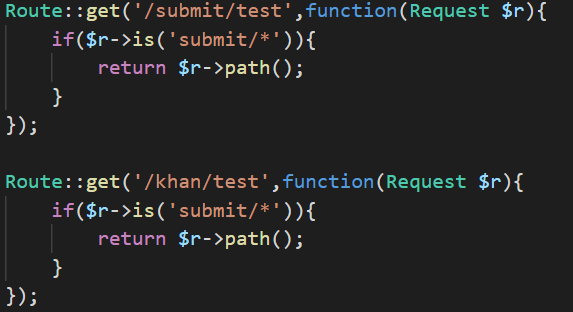 Route::get('/submit/test',function(Request $r){
    if($r->is('submit/*')){
        return $r->path();
    }
});

Route::get('/khan/test',function(Request $r){
    if($r->is('submit/*')){
        return $r->path();
    }
});